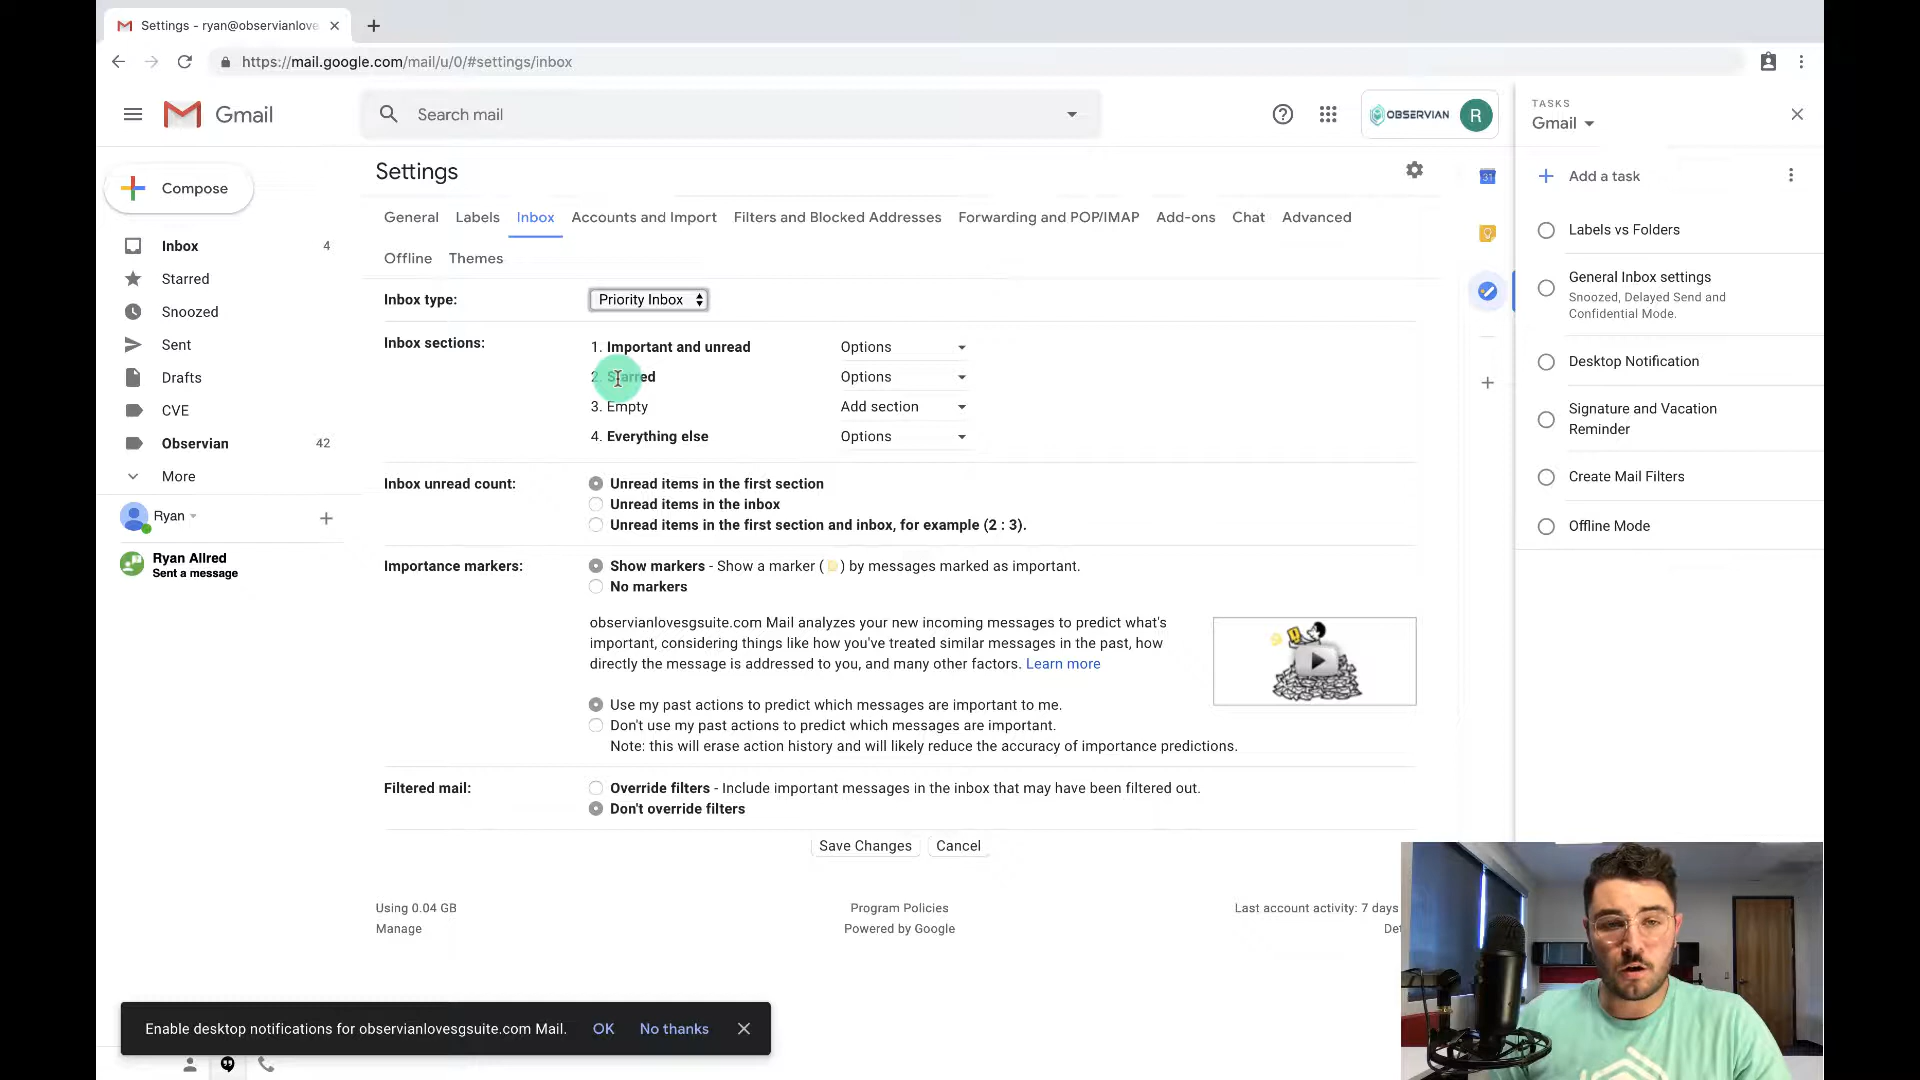 Settings - ryan@observianlove
https://mail.google.com/mail/u/0/#settings/inbox
Gmail
Search mail
OBSERVIAN
R
TASKS
Gmail
Compose
Settings
31
Add a task
General
Labels
Inbox
Accounts and Import
Filters and Blocked Addresses
Forwarding and POP/IMAP
Add-ons
Chat
Advanced
Offline
Themes
Inbox 4
Starred
Snoozed
Sent
Drafts
CVE
Observian 42
More
Ryan
Ryan Allred
Sent a message
Inbox type:
Priority Inbox
Inbox sections:
1. Important and unread Options
2. Starred Options
3. Empty Add section
4. Everything else Options
Inbox unread count:
Unread items in the first section
Unread items in the inbox
Unread items in the first section and inbox, for example (2 : 3).
Importance markers:
Show markers - Show a marker ( ) by messages marked as important.
No markers
observianlovesgsuite.com Mail analyzes your new incoming messages to predict what's
important, considering things like how you've treated similar messages in the past, how
directly the message is addressed to you, and many other factors. Learn more
Use my past actions to predict which messages are important to me.
Don't use my past actions to predict which messages are important.
Note: this will erase action history and will likely reduce the accuracy of importance predictions.
Filtered mail:
Override filters - Include important messages in the inbox that may have been filtered out.
Don't override filters
Save Changes
Cancel
Using 0.04 GB
Manage
Program Policies
Powered by Google
Last account activity: 7 days
Det
Labels vs Folders
General Inbox settings
Snoozed, Delayed Send and
Confidential Mode.
Desktop Notification
Signature and Vacation
Reminder
Create Mail Filters
Offline Mode
Enable desktop notifications for observianlovesgsuite.com Mail. OK No thanks